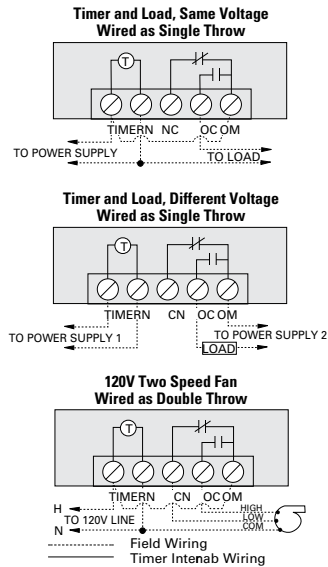 Timer and Load, Same Voltage
Wired as Single Throw
T
TIMERN NC OC OM
TO POWER SUPPLY
TO LOAD
Timer and Load, Different Voltage
Wired as Single Throw
T
TIMERN CN OC OM
TO POWER SUPPLY 1
TO POWER SUPPLY 2
LOAD
120V Two Speed Fan
Wired as Double Throw
T
TIMERN CN OC OM
H
HIGH
TO 120V LINE
LOW
N
COM
Field Wiring
Timer Intenab Wiring